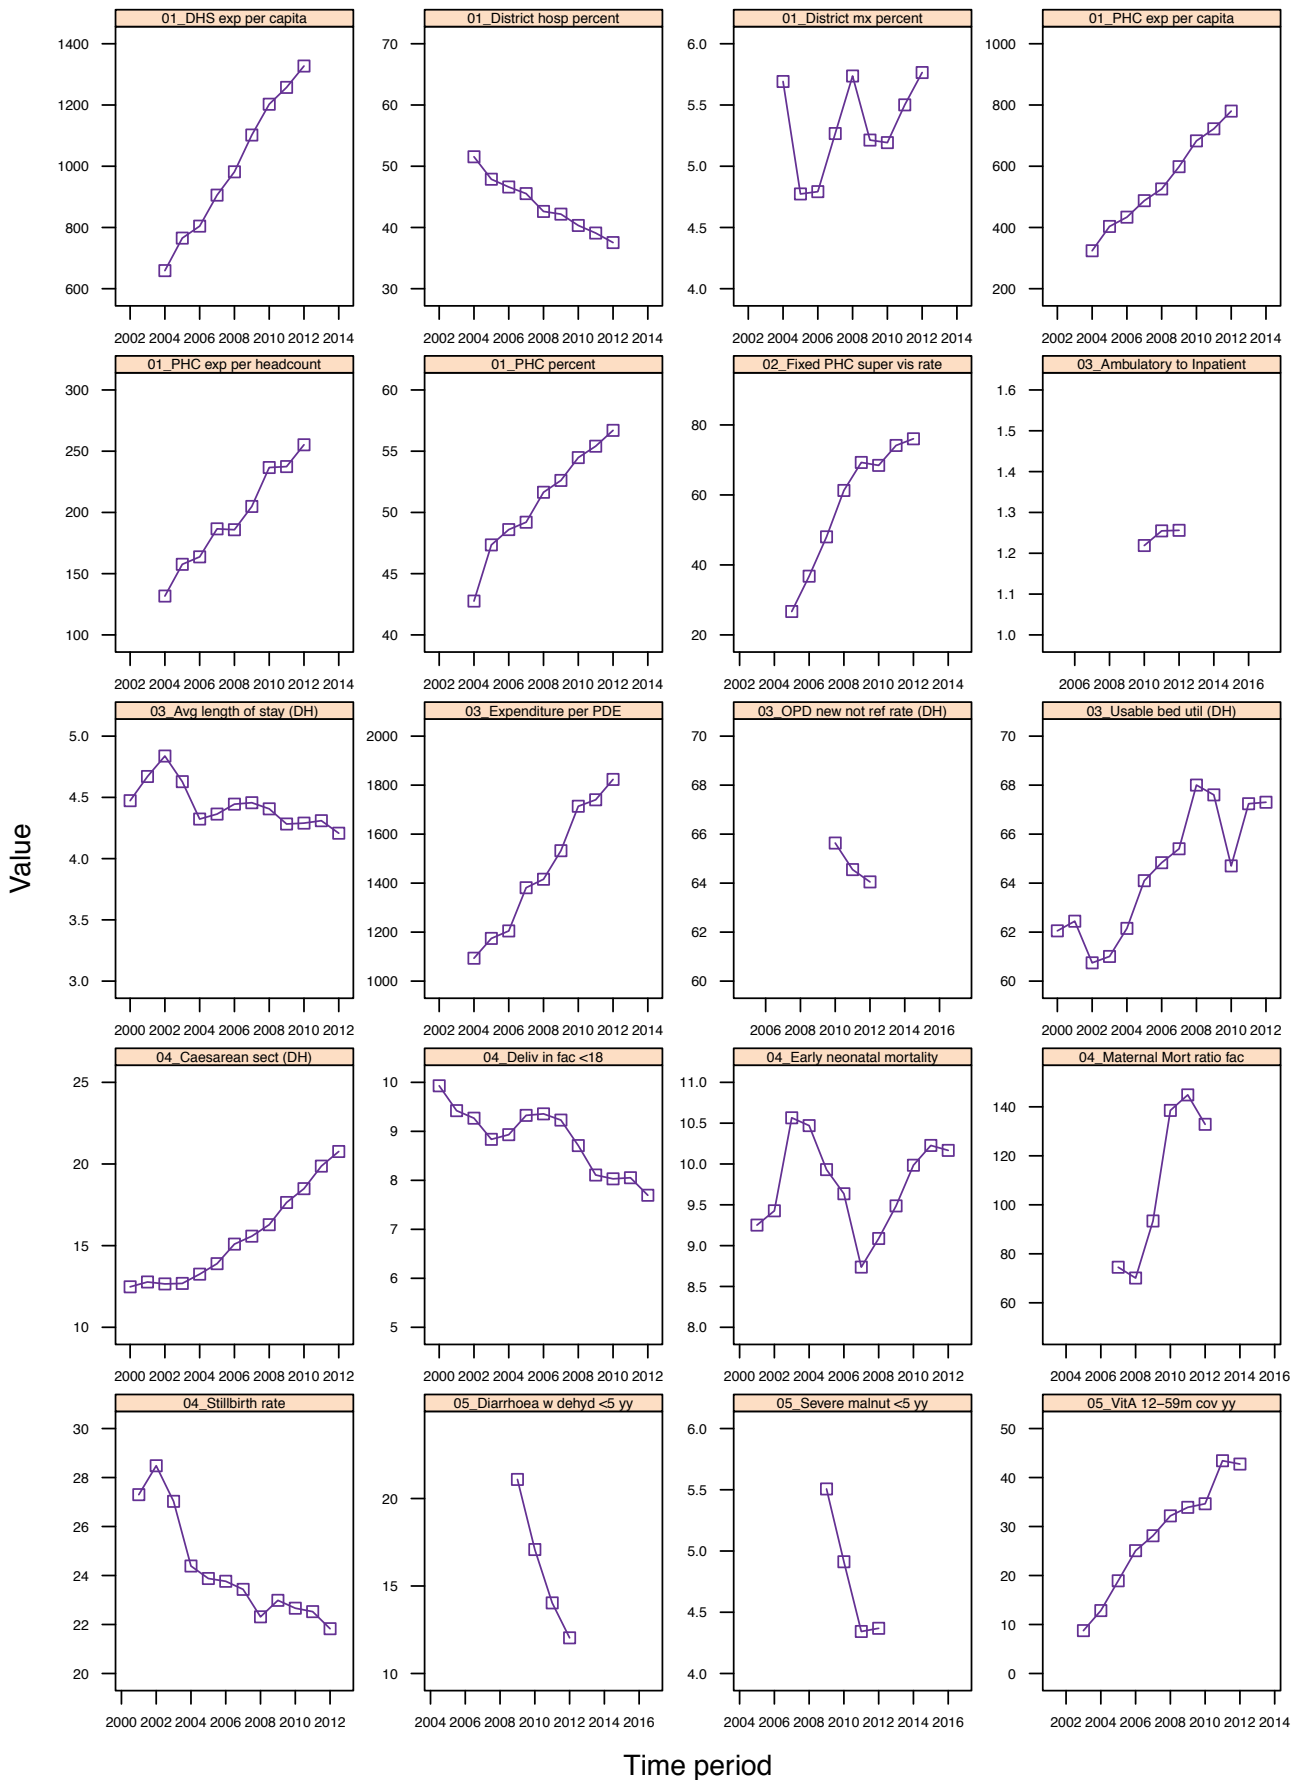 01_DHS exp per capita
01_District hosp percent
01_District mx percent
01_PHC exp per capita
1400
1200
1000
800
600
70
60
50
40
30
6.0
5.5
5.0
4.5
4.0
1000
800
600
400
200
2002 2004 2006 2008 2010 2012 2014
2002 2004 2006 2008 2010 2012 2014
2002 2004 2006 2008 2010 2012 2014
2002 2004 2006 2008 2010 2012 2014
01_PHC exp per headcount
01_PHC percent
02_Fixed PHC super vis rate
03_Ambulatory to Inpatient
300
250
200
150
100
60
55
50
45
40
80
60
40
20
1.6
1.5
1.4
1.3
1.2
1.1
1.0
2002 2004 2006 2008 2010 2012 2014
2002 2004 2006 2008 2010 2012 2014
2002 2004 2006 2008 2010 2012 2014
2006 2008 2010 2012 2014 2016
03_Avg length of stay (DH)
03_Expenditure per PDE
03_OPD new not ref rate (DH)
03_Usable bed util (DH)
5.0
4.5
4.0
3.5
3.0
2000
1800
1600
1400
1200
1000
70
68
66
64
62
60
70
68
66
64
62
60
2000 2002 2004 2006 2008 2010 2012
2002 2004 2006 2008 2010 2012 2014
2006 2008 2010 2012 2014 2016
2000 2002 2004 2006 2008 2010 2012
04_Caesarean sect (DH)
04_Deliv in fac <18
04_Early neonatal mortality
04_Maternal Mort ratio fac
25
20
15
10
10
9
8
7
6
5
11.0
10.5
10.0
9.5
9.0
8.5
8.0
140
120
100
80
60
2000 2002 2004 2006 2008 2010 2012
2000 2002 2004 2006 2008 2010 2012
2000 2002 2004 2006 2008 2010 2012
2004 2006 2008 2010 2012 2014 2016
04_Stillbirth rate
05_Diarrhoea w dehyd <5 yy
05_Severe malnut <5 yy
05_VitA 12−59m cov yy
30
28
26
24
22
20
20
15
10
6.0
5.5
5.0
4.5
4.0
50
40
30
20
10
0
2000 2002 2004 2006 2008 2010 2012
2004 2006 2008 2010 2012 2014 2016
2004 2006 2008 2010 2012 2014 2016
2002 2004 2006 2008 2010 2012 2014
Value
Time period